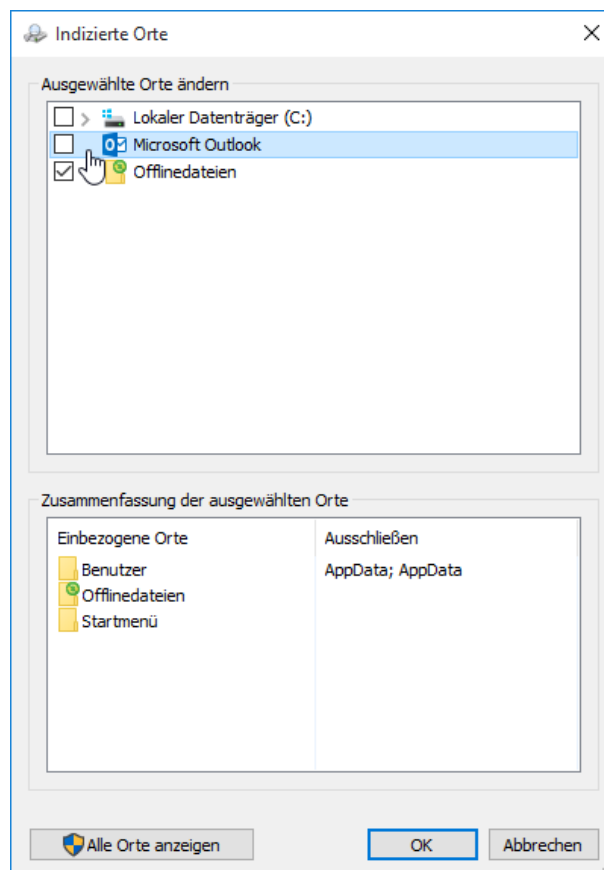 Indizierte Orte
Ausgewählte Orte ändern
Lokaler Datenträger (C:)
Microsoft Outlook
Offlinedateien
Zusammenfassung der ausgewählten Orte
Einbezogene Orte Ausschließen
Benutzer AppData; AppData
Offlinedateien
Startmenü
Alle Orte anzeigen OK Abbrechen